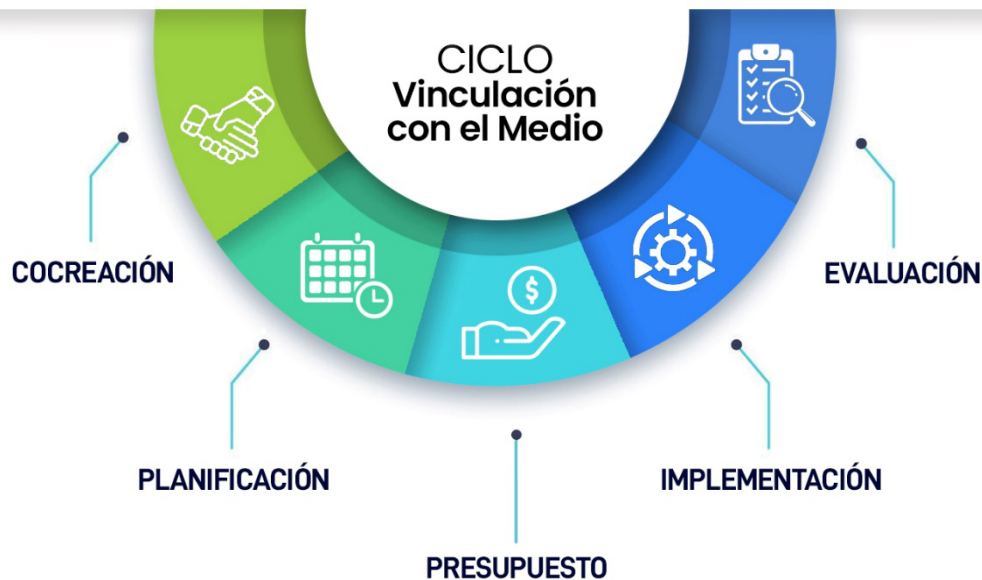 CICLO
Vinculación
con el Medio
COCREACIÓN
PLANIFICACIÓN
PRESUPUESTO
IMPLEMENTACIÓN
EVALUACIÓN
$